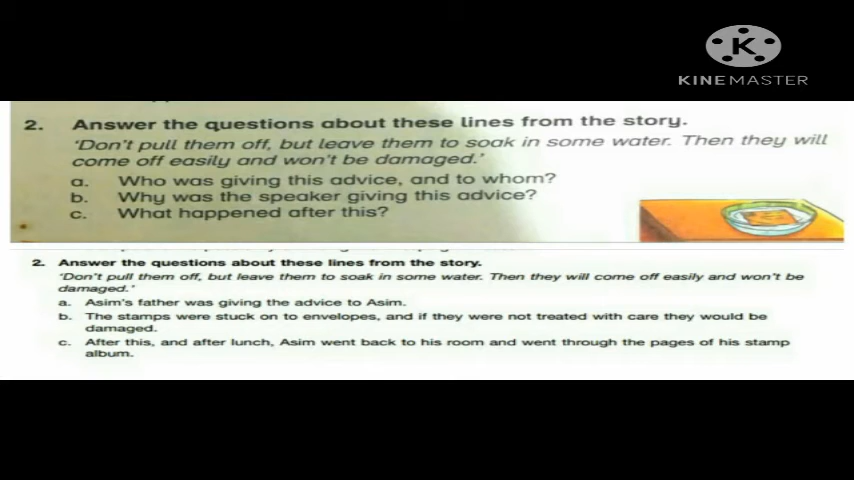 K
KINEMASTER
2. Answer the questions about these lines from the story.
'Don't pull them off, but leave them to soak in some water. Then they will
come off easily and won't be damaged.'
a. Who was giving this advice, and to whom?
b. Why was the speaker giving this advice?
c. What happened after this?
2. Answer the questions about these lines from the story.
'Don't pull them off, but leave them to soak in some water. Then they will come off easily and won't be
damaged.'
a. Asim's father was giving the advice to Asim.
b. The stamps were stuck on to envelopes, and if they were not treated with care they would be
damaged.
c. After this, and after lunch, Asim went back to his room and went through the pages of his stamp
album.